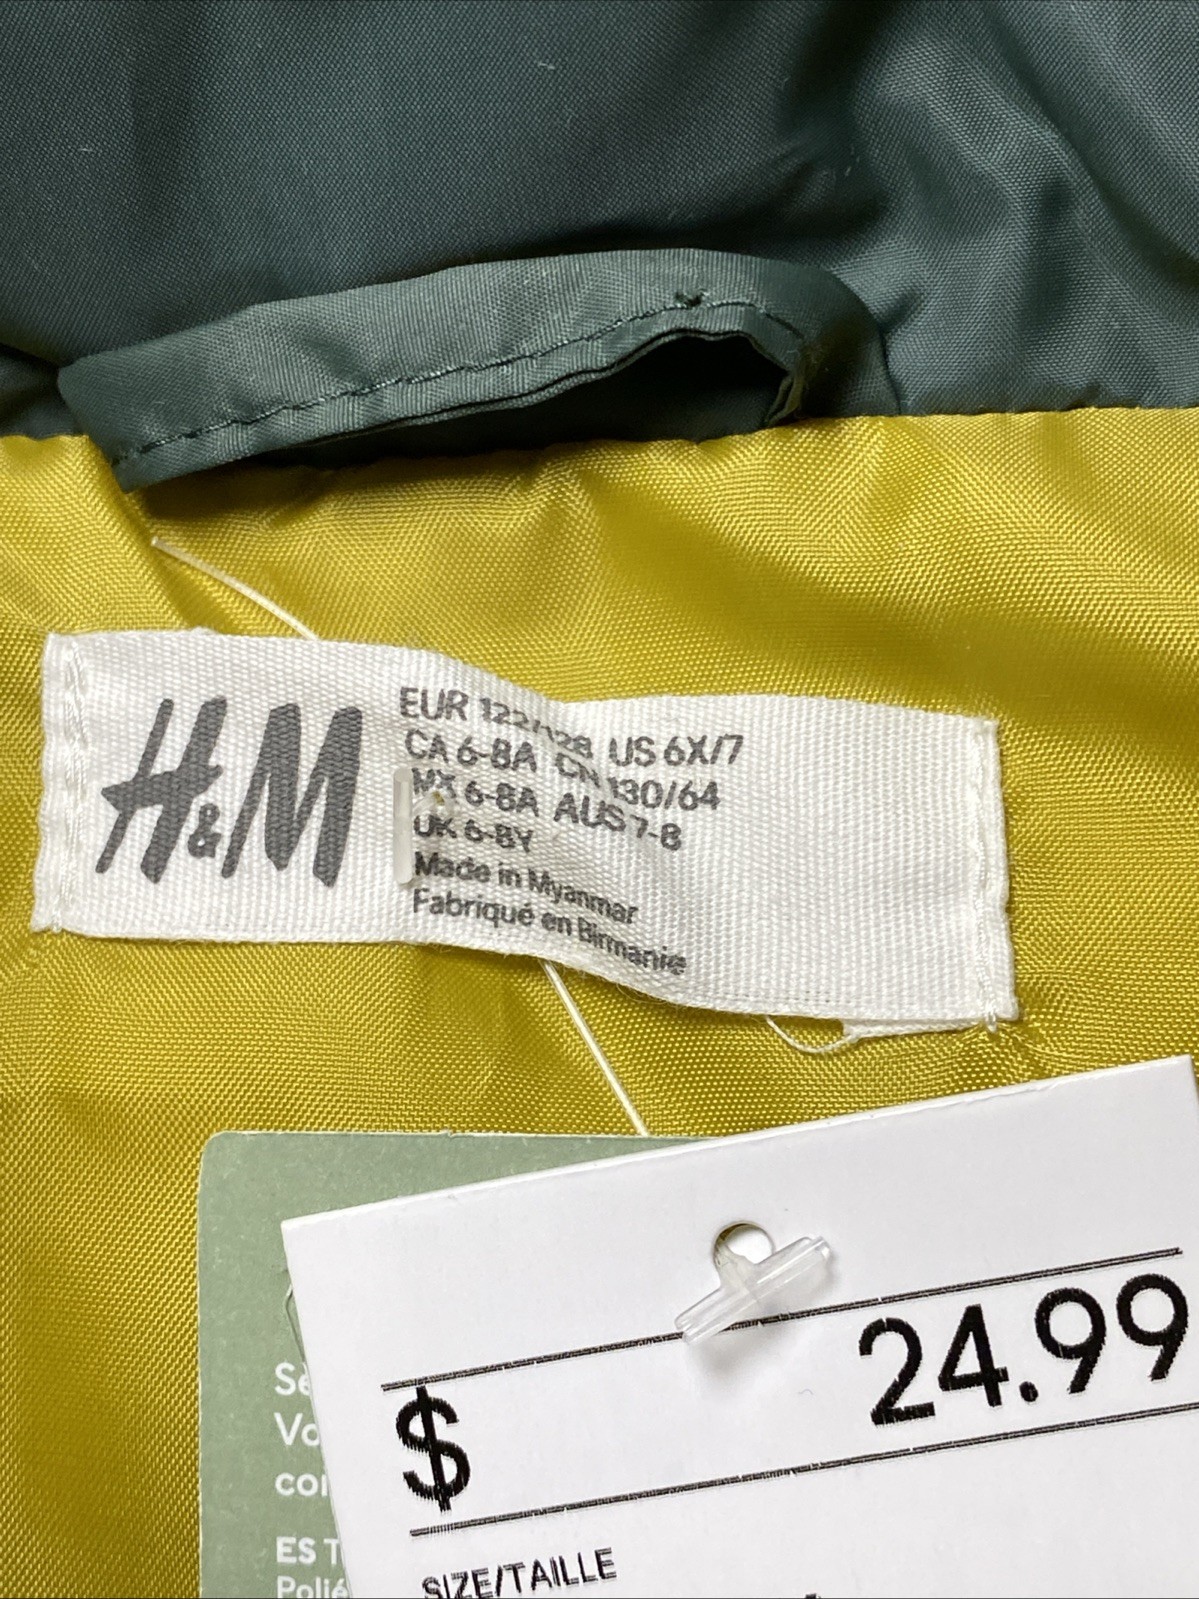 H&M
EUR 122/128 US 6X/7
CA 6-8A CN 130/64
MX 6-8A AUS 7-8
UK 6-8Y
Made in Myanmar
Fabriqué en Birmanie
$ 24.99
SIZE/TAILLE
ES